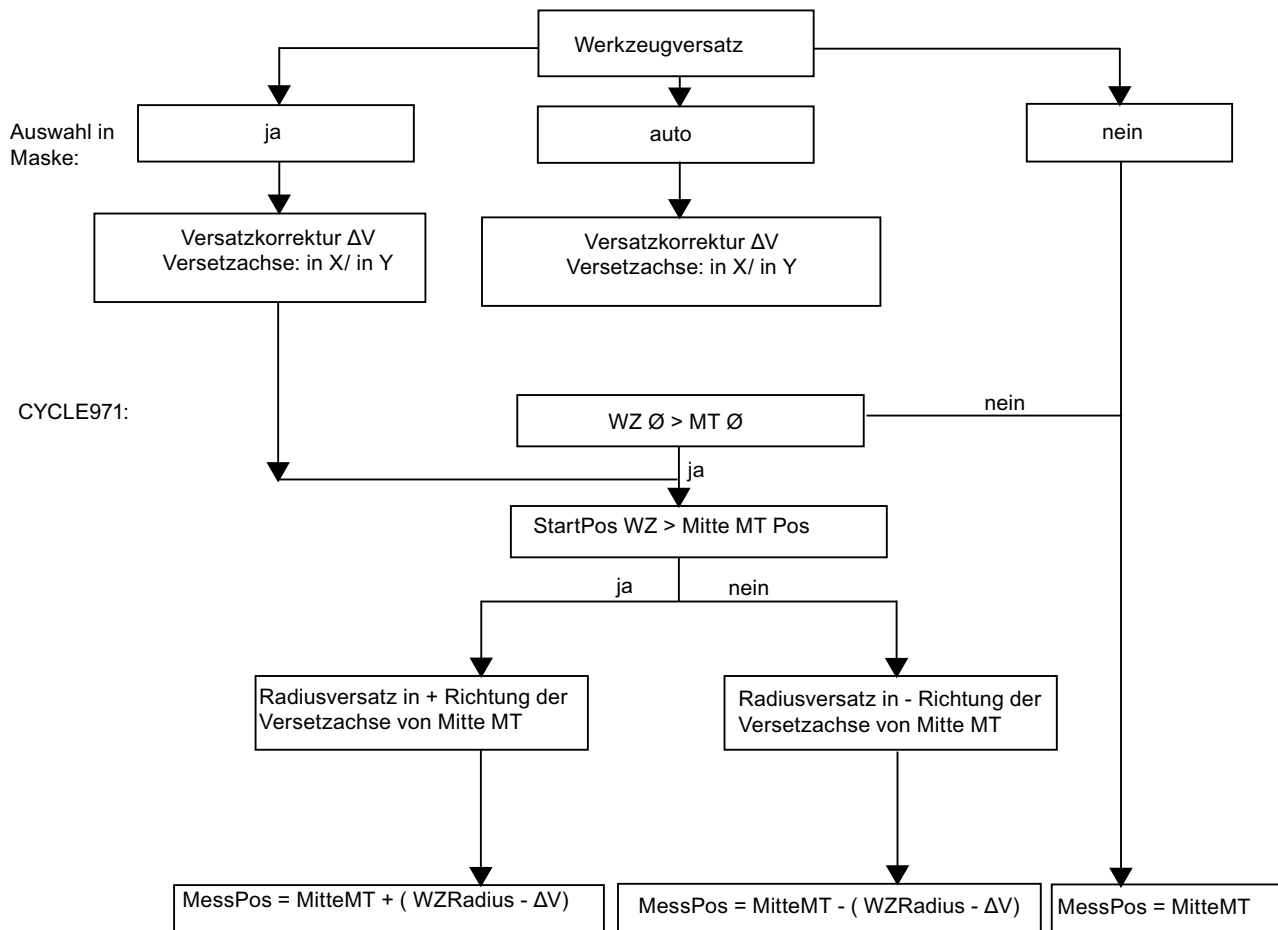 Werkzeugversatz
Auswahl in
Maske:
ja
auto
nein
Versatzkorrektur ΔV
Versetzachse: in X/ in Y
Versatzkorrektur ΔV
Versetzachse: in X/ in Y
CYCLE971:
WZ Ø > MT Ø
nein
ja
StartPos WZ > Mitte MT Pos
ja
nein
Radiusversatz in + Richtung der
Versetzachse von Mitte MT
Radiusversatz in - Richtung der
Versetzachse von Mitte MT
MessPos = MitteMT + ( WZRadius - ΔV)
MessPos = MitteMT - ( WZRadius - ΔV)
MessPos = MitteMT